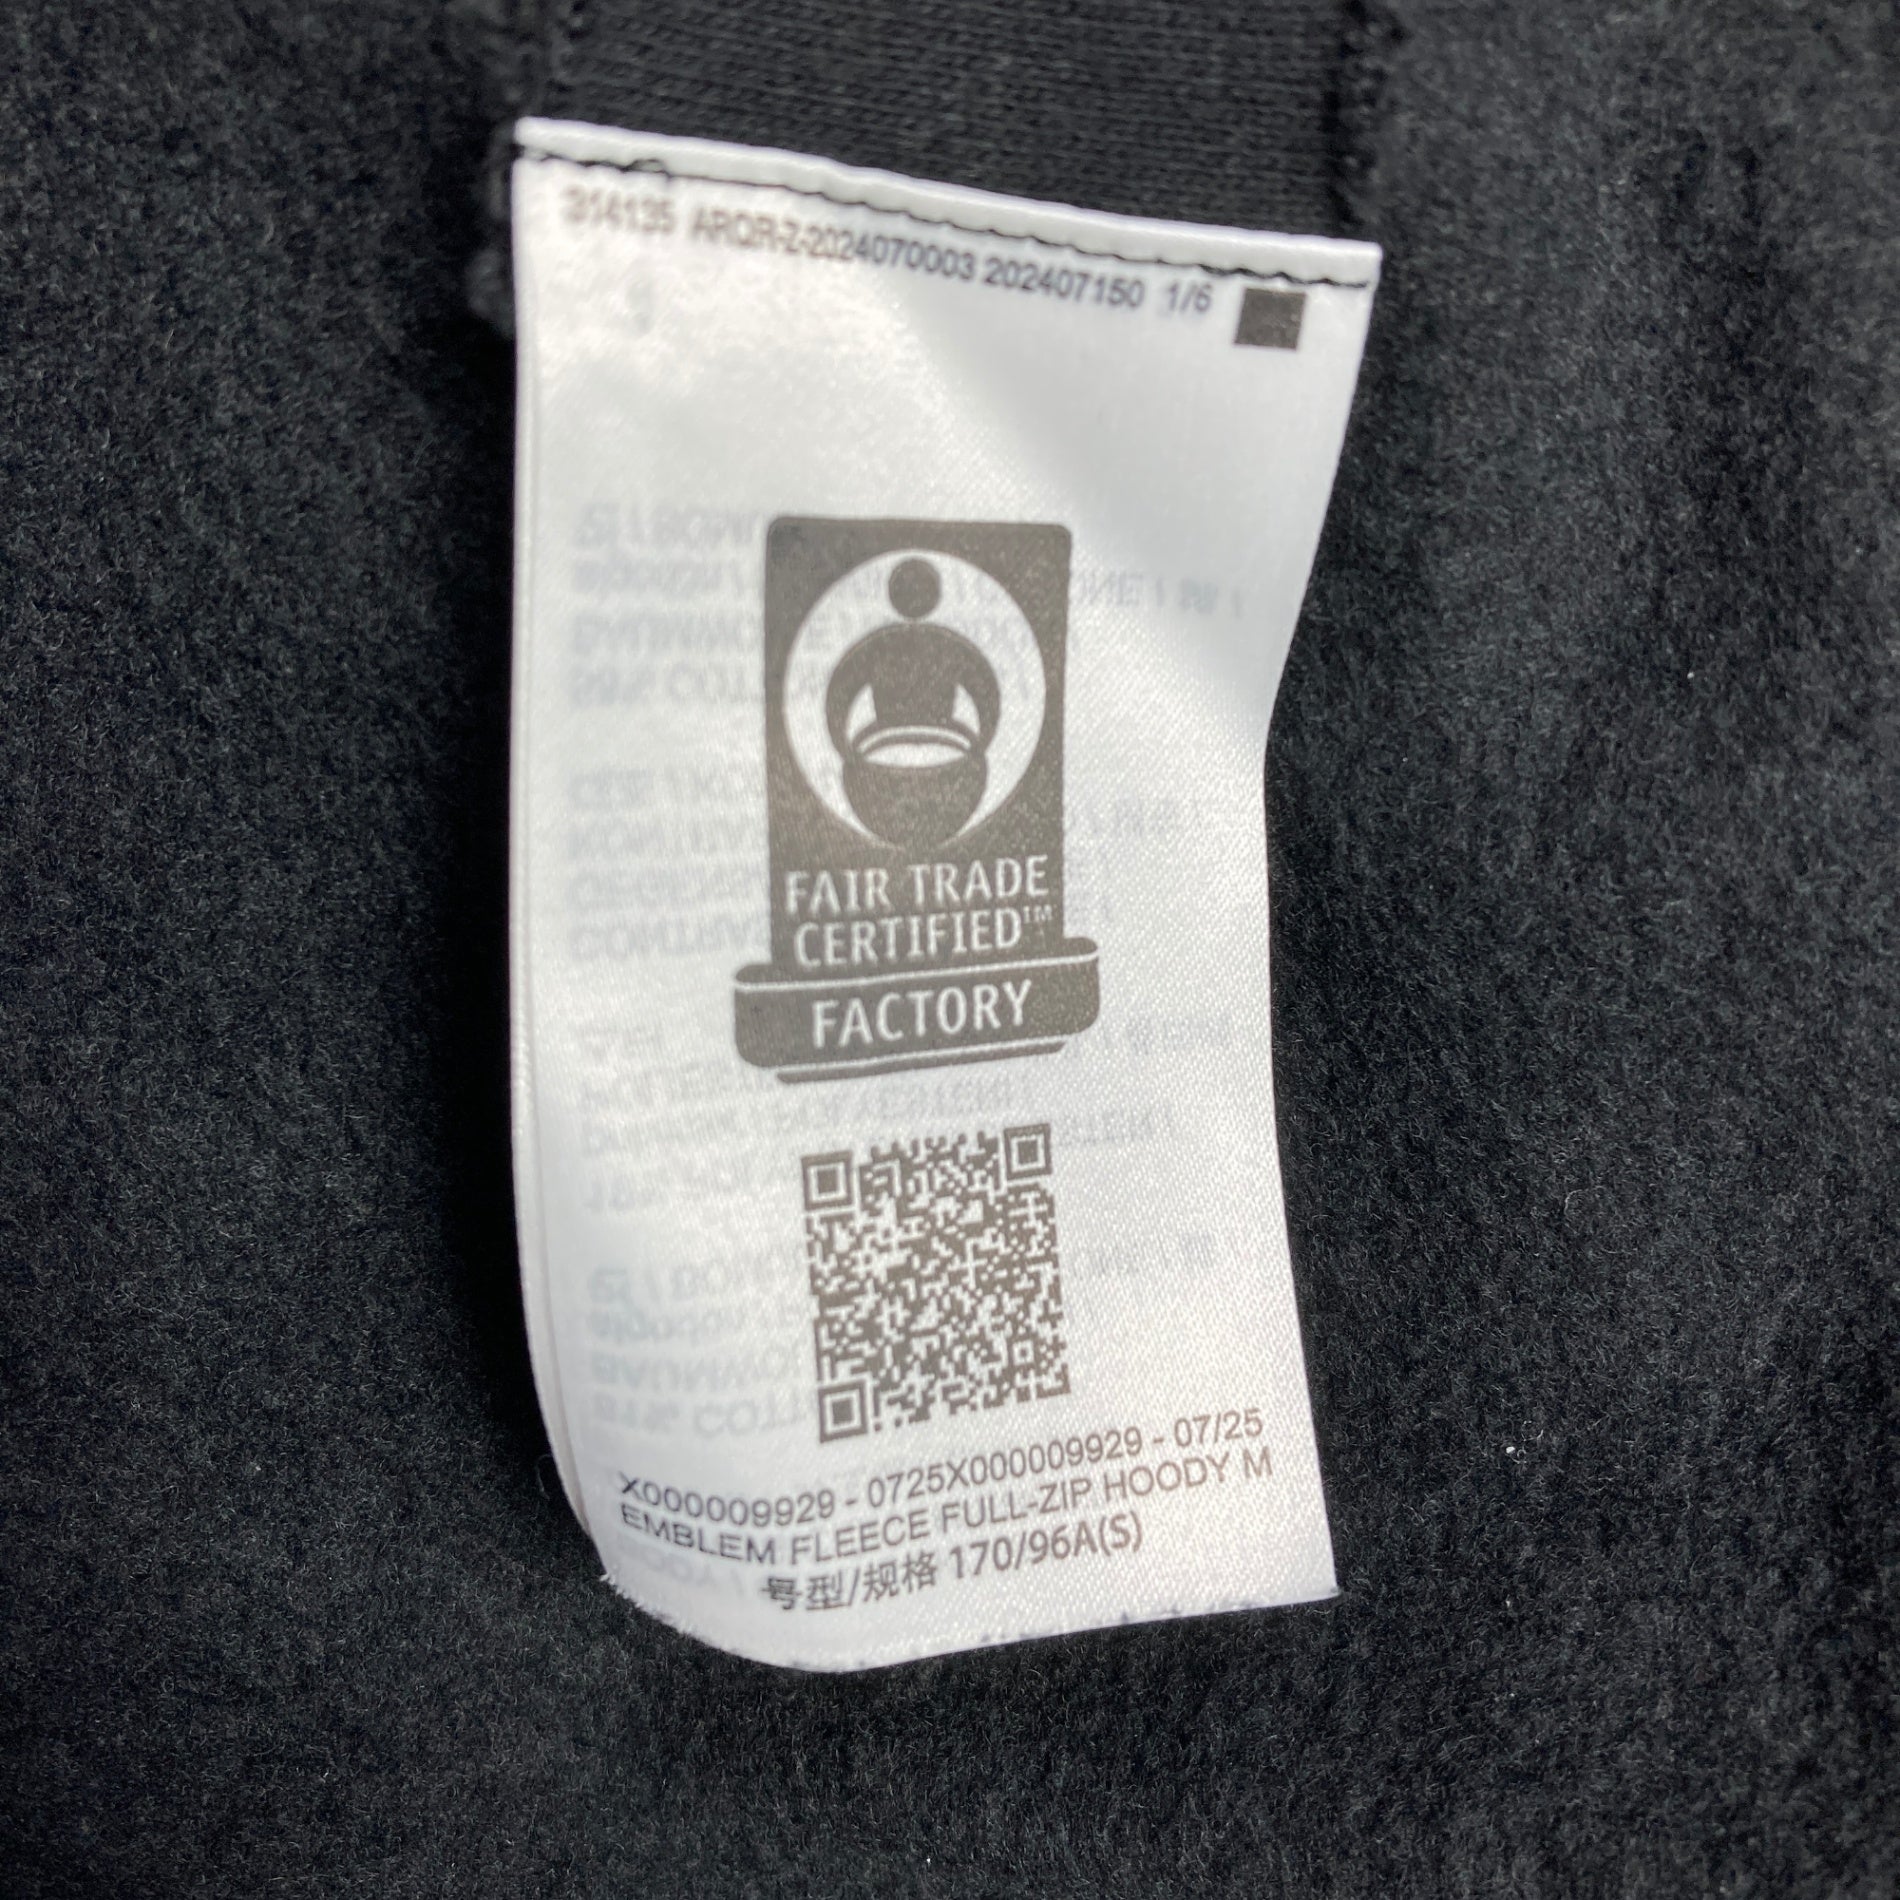 314135 ARQR-Z-2024070003 202407150 1/6
FAIR TRADE
CERTIFIED™
FACTORY
X000009929 - 0725X000009929 - 07/25
EMBLEM FLEECE FULL-ZIP HOODY M
号型/规格 170/96A(S)